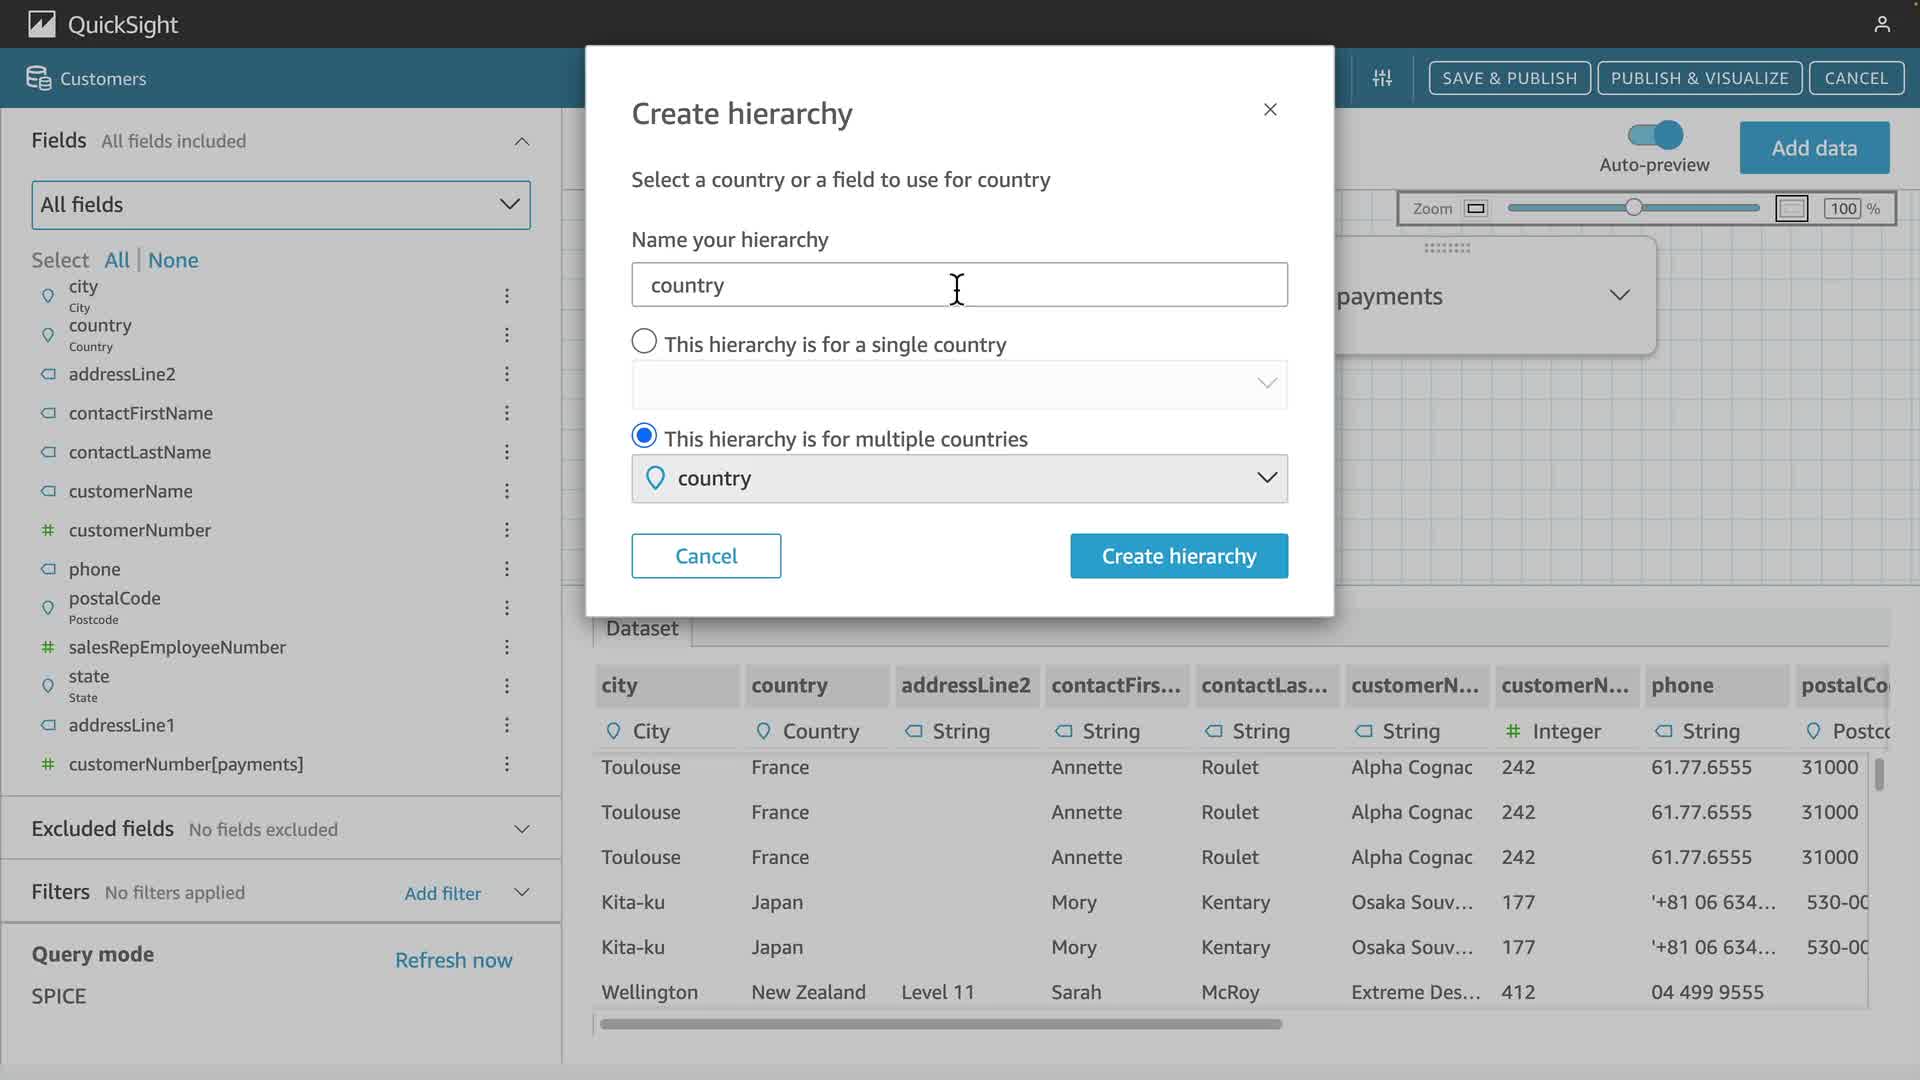 QuickSight
Customers
SAVE & PUBLISH
PUBLISH & VISUALIZE
CANCEL
Fields All fields included
All fields
Select All | None
city
City
country
Country
addressLine2
contactFirstName
contactLastName
customerName
# customerNumber
phone
postalCode
Postcode
# salesRepEmployeeNumber
state
State
addressLine1
# customerNumber[payments]
Excluded fields No fields excluded
Filters No filters applied Add filter
Query mode Refresh now
SPICE
Create hierarchy
Select a country or a field to use for country
Name your hierarchy
country
This hierarchy is for a single country
This hierarchy is for multiple countries
country
Cancel Create hierarchy
Auto-preview
Add data
Zoom 100 %
payments
Dataset
city country addressLine2 contactFirs... contactLas... customerN... customerN... phone postalCo
City Country String String String String # Integer String Postco
Toulouse France Annette Roulet Alpha Cognac 242 61.77.6555 31000
Toulouse France Annette Roulet Alpha Cognac 242 61.77.6555 31000
Toulouse France Annette Roulet Alpha Cognac 242 61.77.6555 31000
Kita-ku Japan Mory Kentary Osaka Souv... 177 '+81 06 634... 530-00
Kita-ku Japan Mory Kentary Osaka Souv... 177 '+81 06 634... 530-00
Wellington New Zealand Level 11 Sarah McRoy Extreme Des... 412 04 499 9555